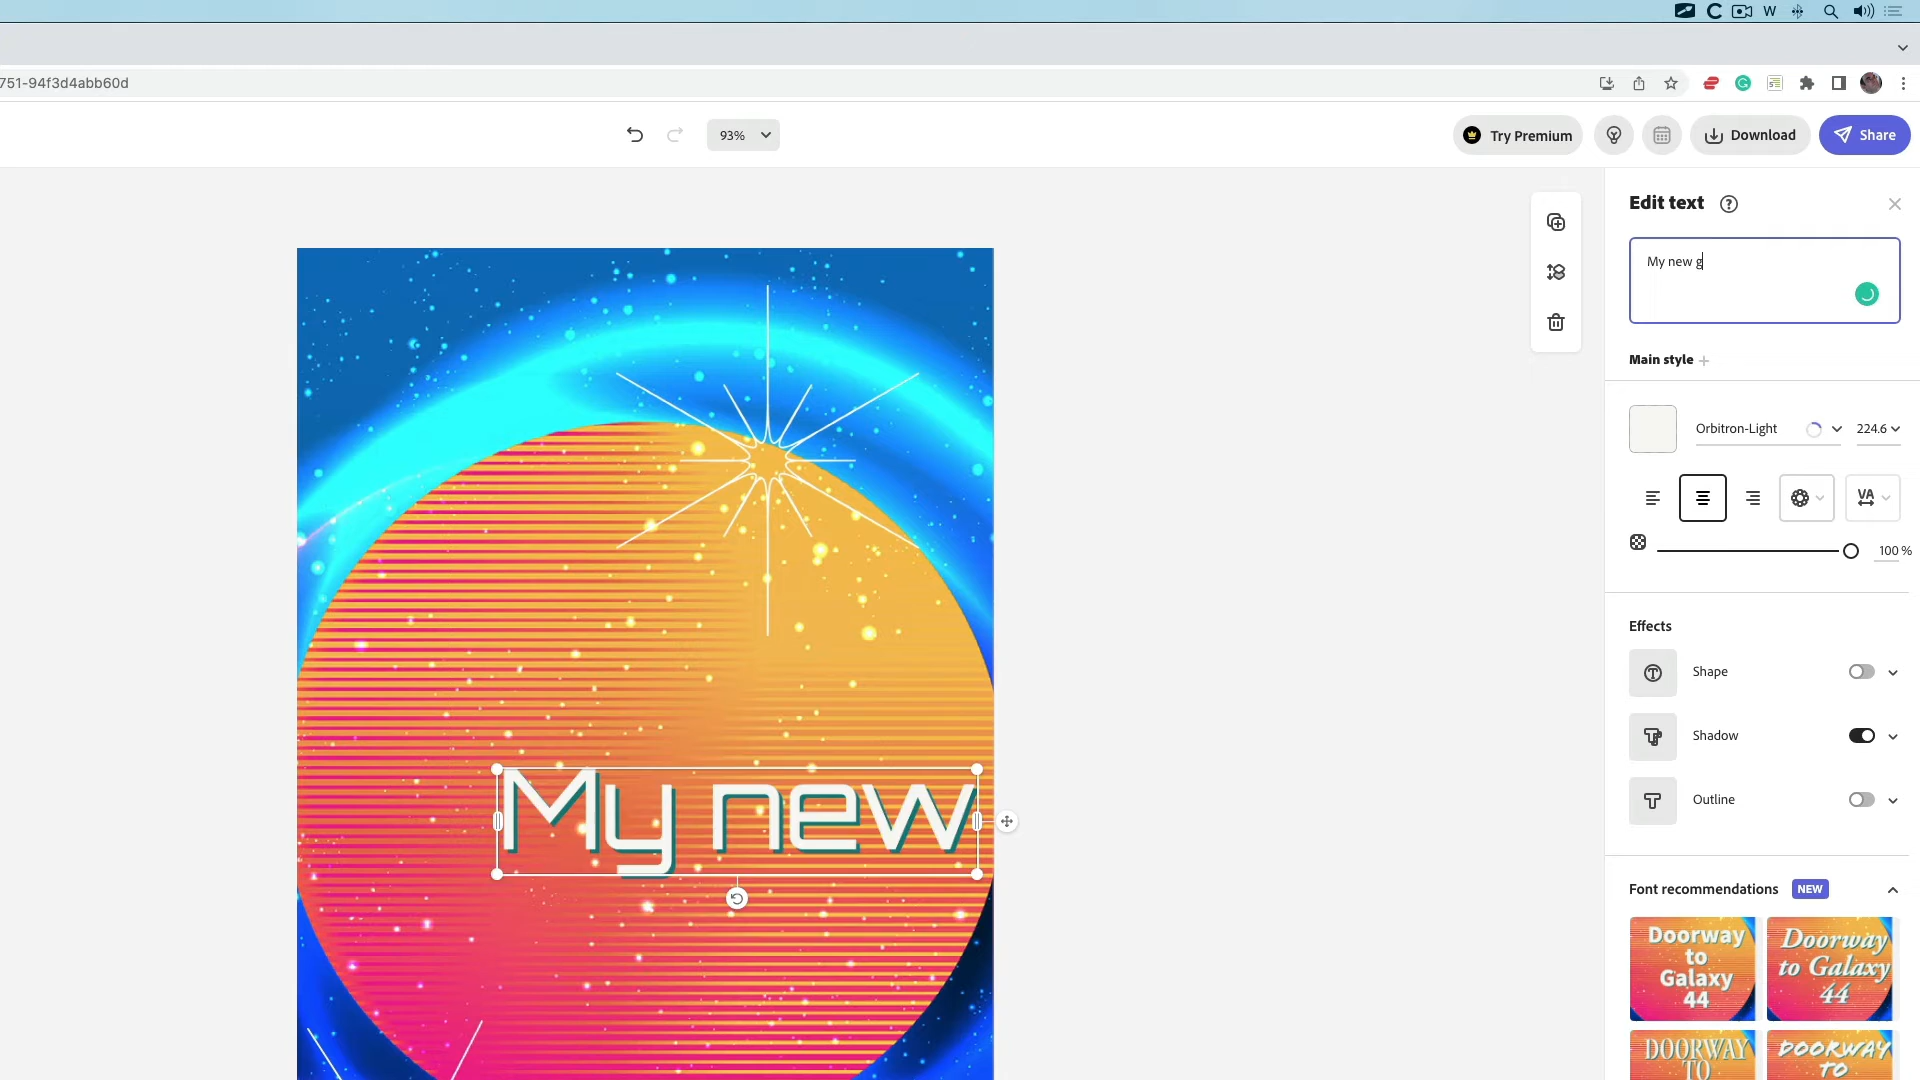 W
751-94f3d4abb60d
93%
Try Premium
Download
Share
Edit text
My new g
Main style
Orbitron-Light
224.6
VA
100 %
Effects
Shape
Shadow
Outline
My new
Font recommendations NEW
Doorway
to
Galaxy
44
Doorway
to Galaxy
44
DOORWAY
TO
DOORWAY
TO